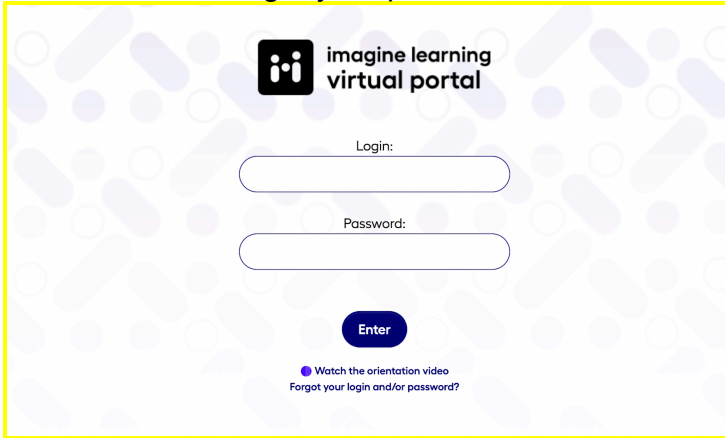 imagine learning
virtual portal
Login:
Password:
Enter
Watch the orientation video
Forgot your login and/or password?